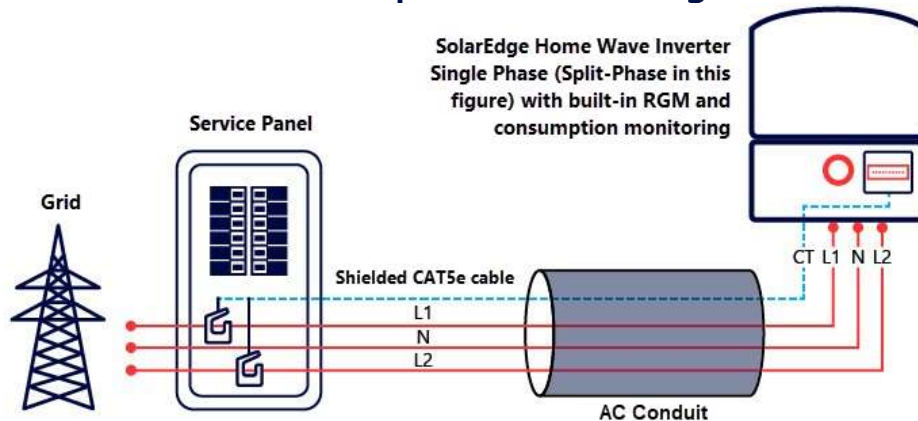 SolarEdge Home Wave Inverter
Single Phase (Split-Phase in this
figure) with built-in RGM and
consumption monitoring
Service Panel
Grid
CT L1 N L2
Shielded CAT5e cable
L1
N
L2
AC Conduit